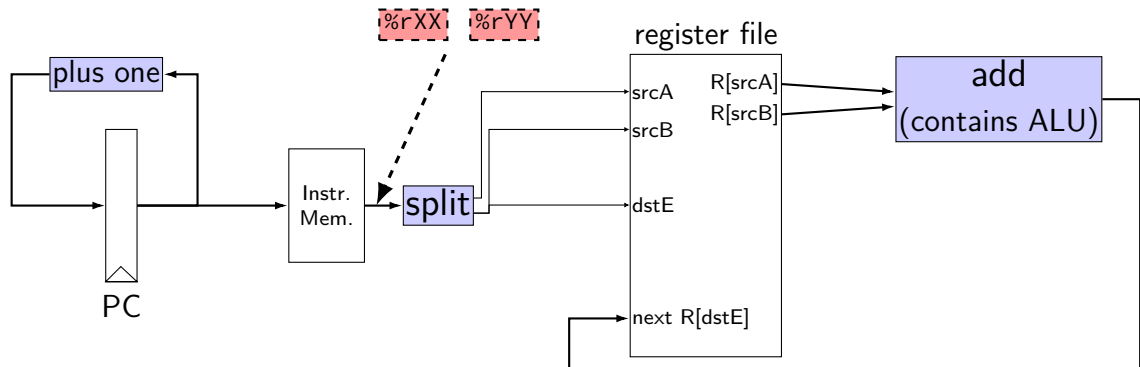 %rXX %rYY
register file
plus one
add
(contains ALU)
srcA
R[srcA]
srcB
R[srcB]
Instr.
Mem.
split
dstE
PC
next R[dstE]